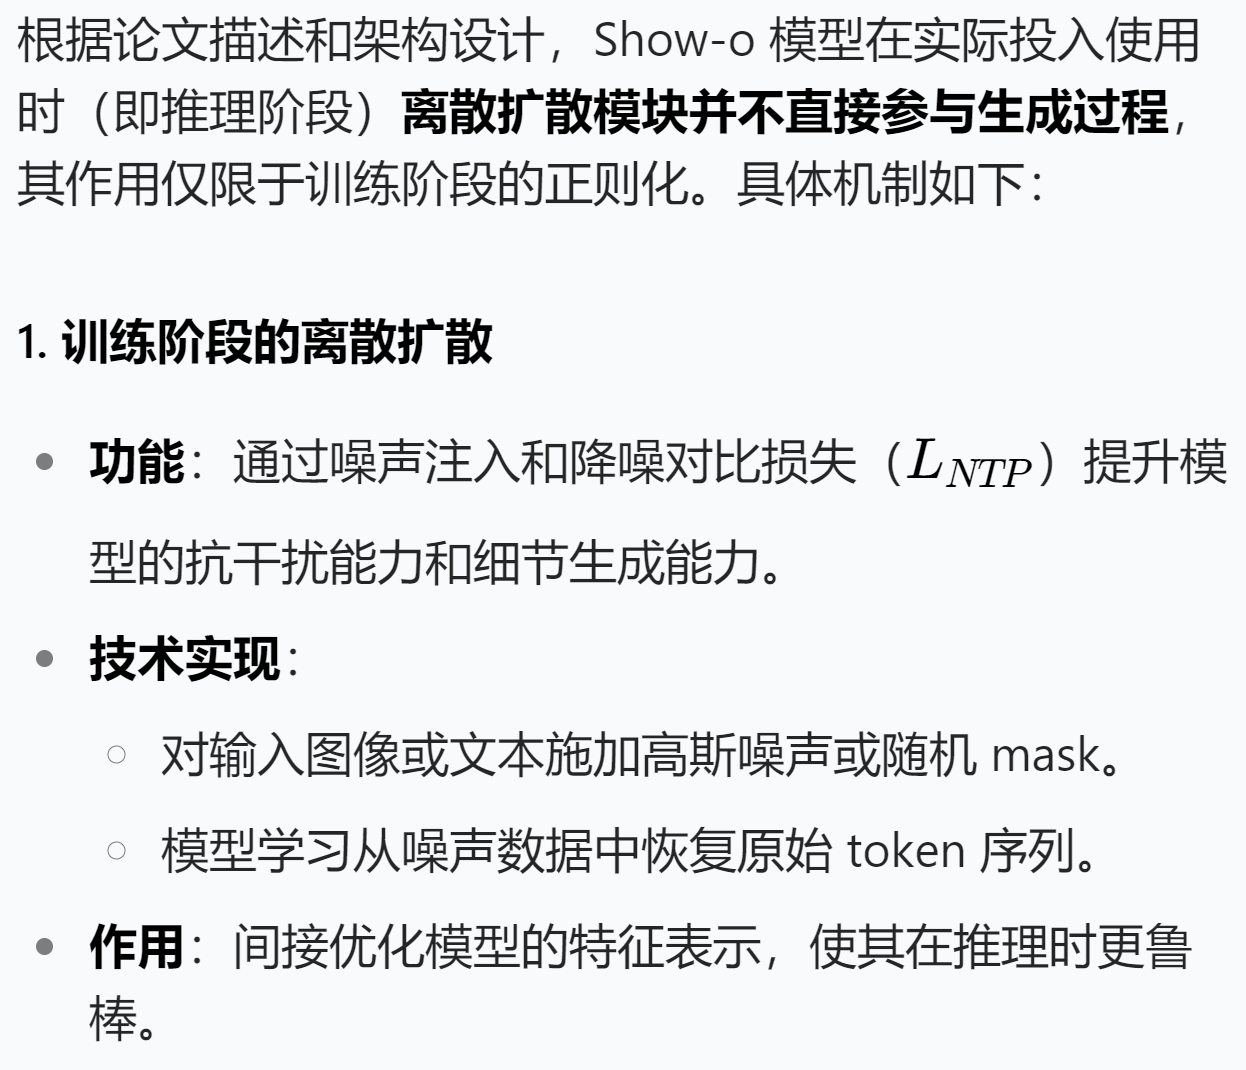 根据论文描述和架构设计，Show-o 模型在实际投入使用
时（即推理阶段）离散扩散模块并不直接参与生成过程，
其作用仅限于训练阶段的正则化。具体机制如下：
1. 训练阶段的离散扩散
功能：通过噪声注入和降噪对比损失（L_{NTP}）提升模
型的抗干扰能力和细节生成能力。
技术实现：
对输入图像或文本施加高斯噪声或随机 mask。
模型学习从噪声数据中恢复原始 token 序列。
作用：间接优化模型的特征表示，使其在推理时更鲁
棒。